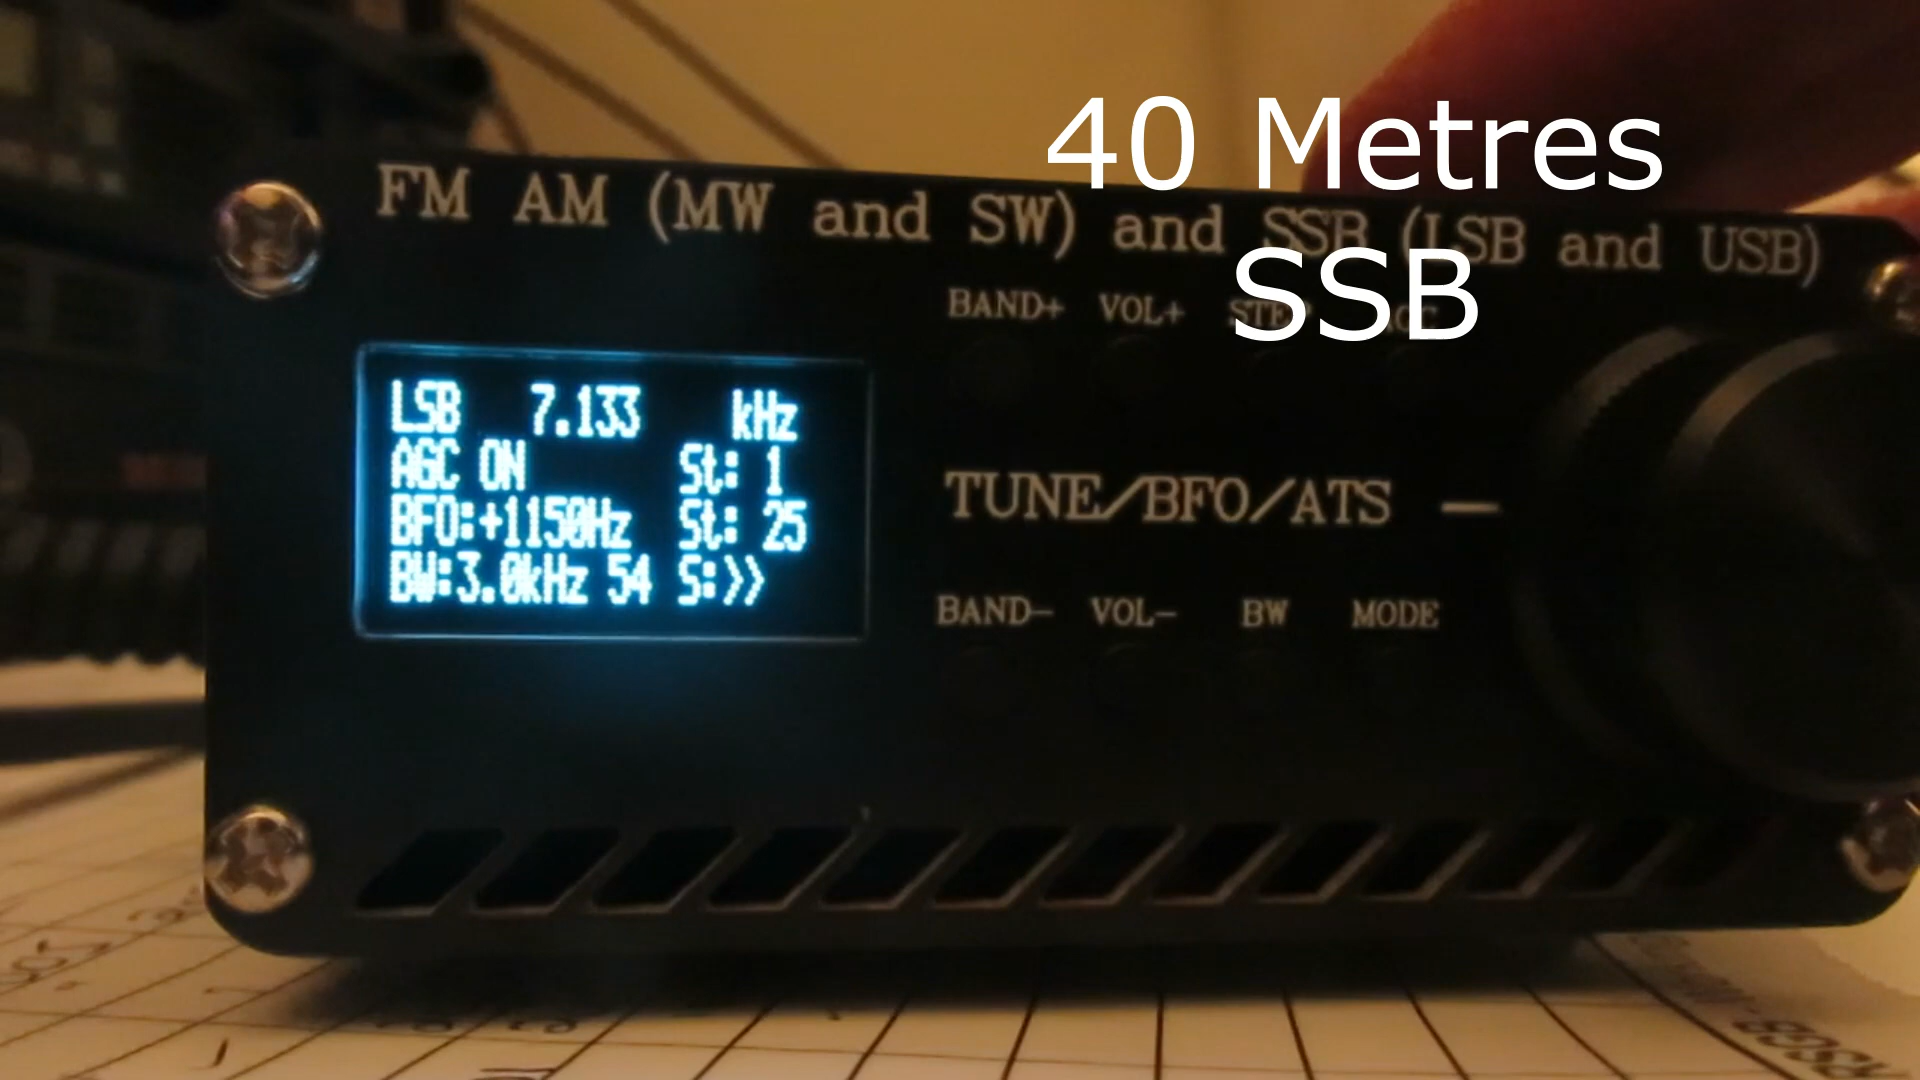 40 Metres
SSB
FM AM (MW and SW) and SSB (LSB and USB)
BAND+ VOL+ STEP AGC
LSB 7.133 kHz
AGC ON St: 1
BFO:+1150Hz St: 25
BW:3.0kHz 54 S:>>
TUNE/BFO/ATS —
BAND− VOL− BW MODE